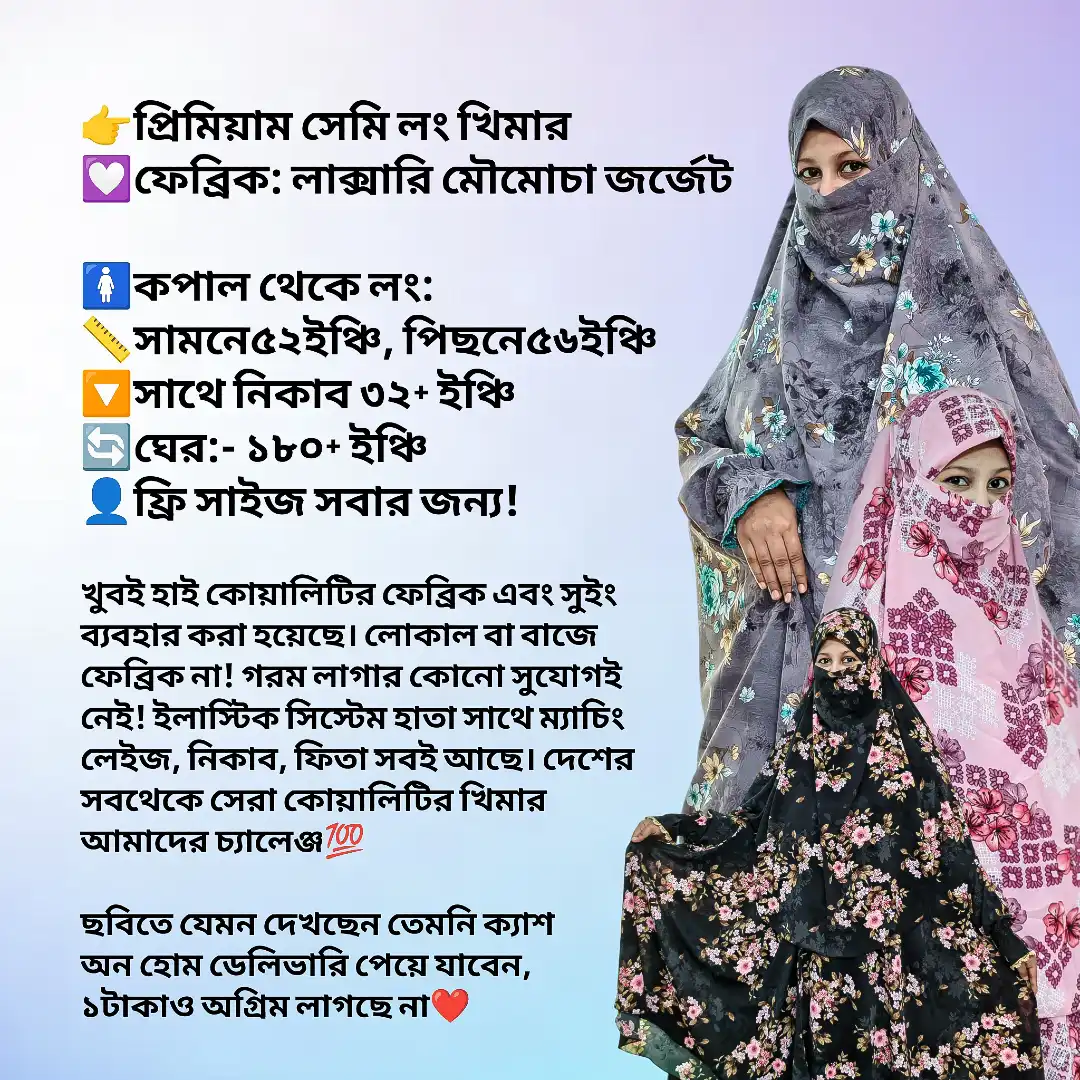 👉প্রিমিয়াম সেমি লং খিমার
💟ফেব্রিক: লাক্সারি মৌমোচা জর্জেট
🚺কপাল থেকে লং:
📏সামনে৫২ইঞ্চি, পিছনে৫৬ইঞ্চি
🔽সাথে নিকাব ৩২+ ইঞ্চি
🔄ঘের:- ১৮০+ ইঞ্চি
👤ফ্রি সাইজ সবার জন্য!
খুবই হাই কোয়ালিটির ফেব্রিক এবং সুইং
ব্যবহার করা হয়েছে। লোকাল বা বাজে
ফেব্রিক না! গরম লাগার কোনো সুযোগই
নেই! ইলাস্টিক সিস্টেম হাতা সাথে ম্যাচিং
লেইজ, নিকাব, ফিতা সবই আছে। দেশের
সবথেকে সেরা কোয়ালিটির খিমার
আমাদের চ্যালেঞ্জ💯
ছবিতে যেমন দেখছেন তেমনি ক্যাশ
অন হোম ডেলিভারি পেয়ে যাবেন,
১টাকাও অগ্রিম লাগছে না❤️